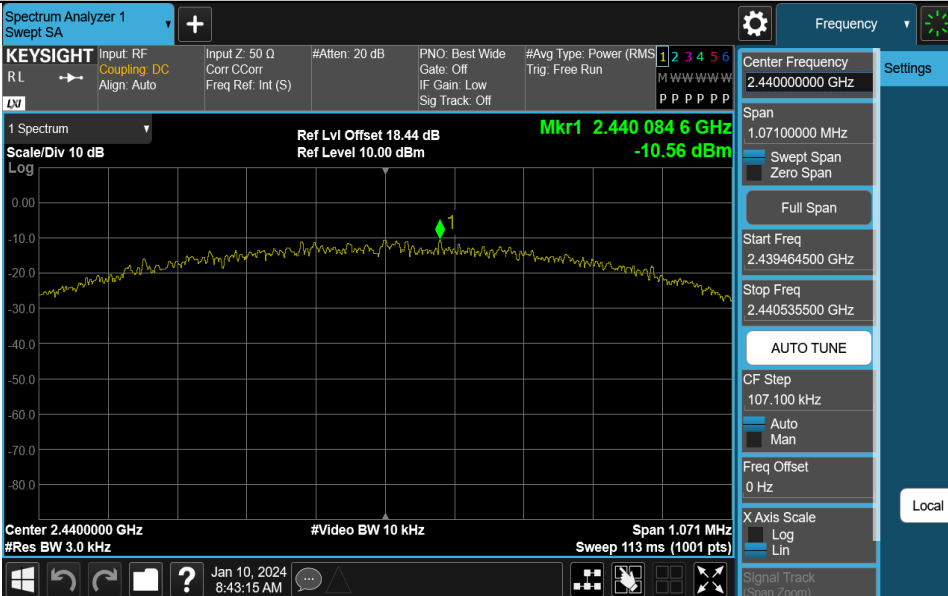 Spectrum Analyzer 1
Swept SA
+
Frequency
KEYSIGHT
R L
LXI
Input: RF
Coupling: DC
Align: Auto
Input Z: 50 Ω
Corr CCorr
Freq Ref: Int (S)
#Atten: 20 dB
PNO: Best Wide
Gate: Off
IF Gain: Low
Sig Track: Off
#Avg Type: Power (RMS
Trig: Free Run
1 2 3 4 5 6
M W W W W W
P P P P P P
1 Spectrum
Scale/Div 10 dB
Log
Ref Lvl Offset 18.44 dB
Ref Level 10.00 dBm
Mkr1 2.440 084 6 GHz
-10.56 dBm
1
0.00
-10.0
-20.0
-30.0
-40.0
-50.0
-60.0
-70.0
-80.0
Center 2.4400000 GHz
#Res BW 3.0 kHz
#Video BW 10 kHz
Span 1.071 MHz
Sweep 113 ms (1001 pts)
Center Frequency
2.440000000 GHz
Span
1.07100000 MHz
Swept Span
Zero Span
Full Span
Start Freq
2.439464500 GHz
Stop Freq
2.440535500 GHz
AUTO TUNE
CF Step
107.100 kHz
Auto
Man
Freq Offset
0 Hz
X Axis Scale
Log
Lin
Signal Track
(Span Zoom)
Settings
Local
?
Jan 10, 2024
8:43:15 AM